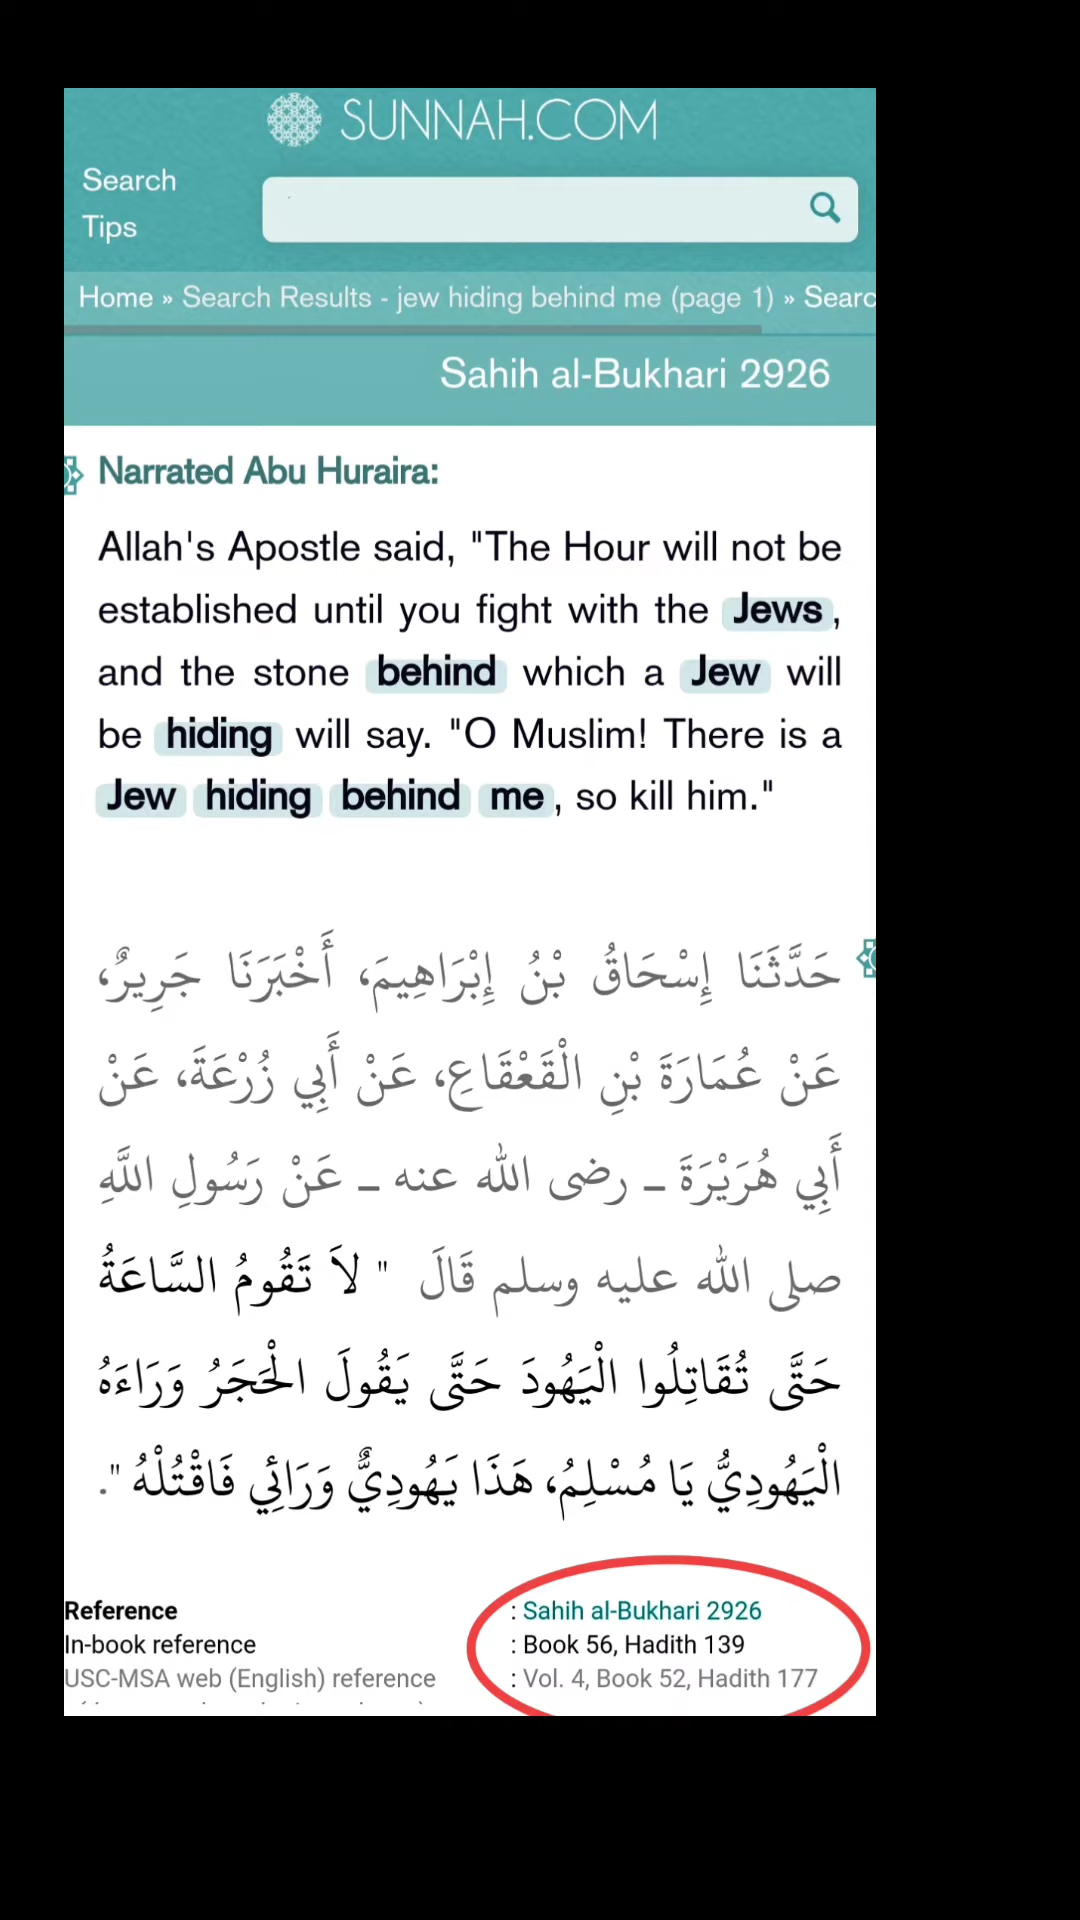 SUNNAH.COM
Search
Tips
Home » Search Results - jew hiding behind me (page 1) » Searc
Sahih al-Bukhari 2926
Narrated Abu Huraira:
Allah's Apostle said, "The Hour will not be
established until you fight with the Jews,
and the stone behind which a Jew will
be hiding will say. "O Muslim! There is a
Jew hiding behind me, so kill him."
حَدَّثَنَا إِسْحَاقُ بْنُ إِبْرَاهِيمَ، أَخْبَرَنَا جَرِيرٌ،
عَنْ عُمَارَةَ بْنِ الْقَعْقَاعِ، عَنْ أَبِي زُرْعَةَ، عَنْ
أَبِي هُرَيْرَةَ ـ رضى الله عنه ـ عَنْ رَسُولِ اللَّهِ
صلى الله عليه وسلم قَالَ " لاَ تَقُومُ السَّاعَةُ
حَتَّى تُقَاتِلُوا الْيَهُودَ حَتَّى يَقُولَ الْحَجَرُ وَرَاءَهُ
الْيَهُودِيُّ يَا مُسْلِمُ، هَذَا يَهُودِيٌّ وَرَائِي فَاقْتُلْهُ ".
Reference : Sahih al-Bukhari 2926
In-book reference : Book 56, Hadith 139
USC-MSA web (English) reference : Vol. 4, Book 52, Hadith 177